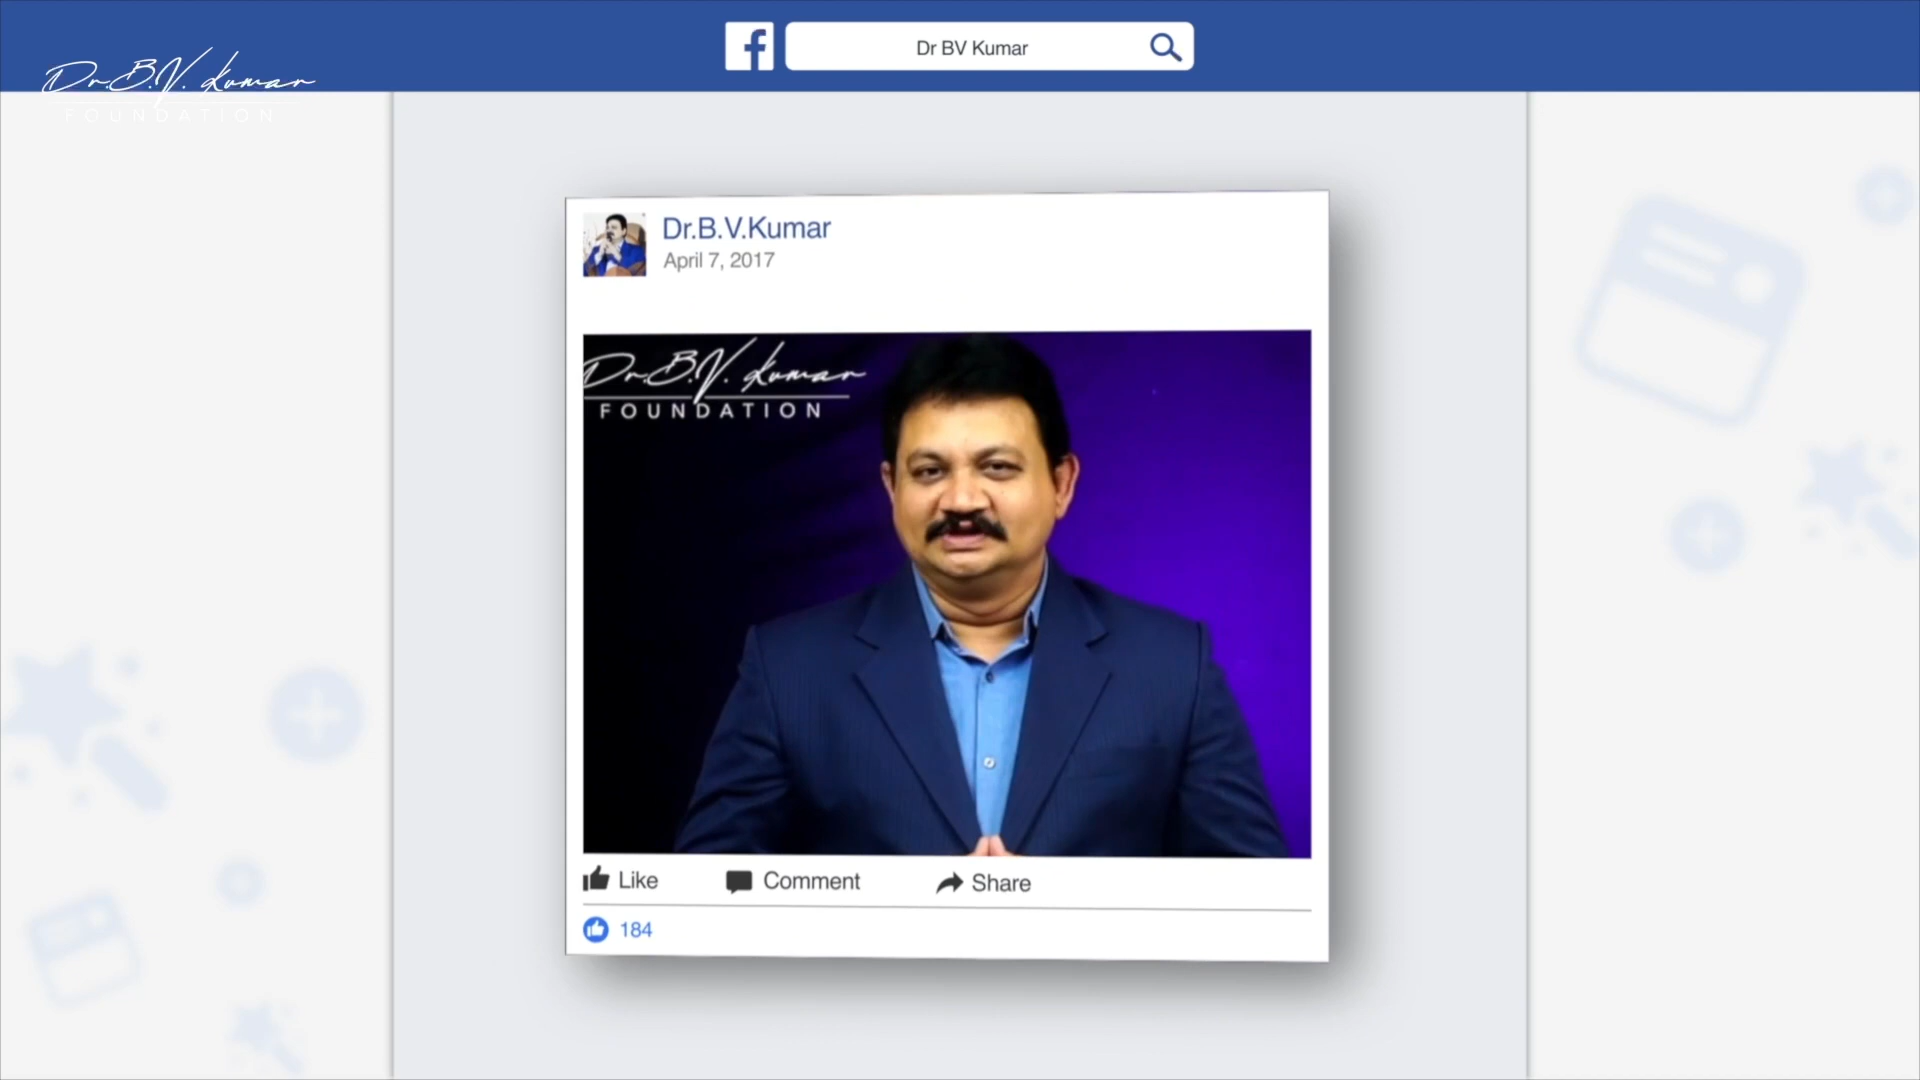 Dr.B.V. Kumar
FOUNDATION
f
Dr BV Kumar
Dr.B.V.Kumar
April 7, 2017
Dr.B.V. Kumar
FOUNDATION
Like
Comment
Share
184